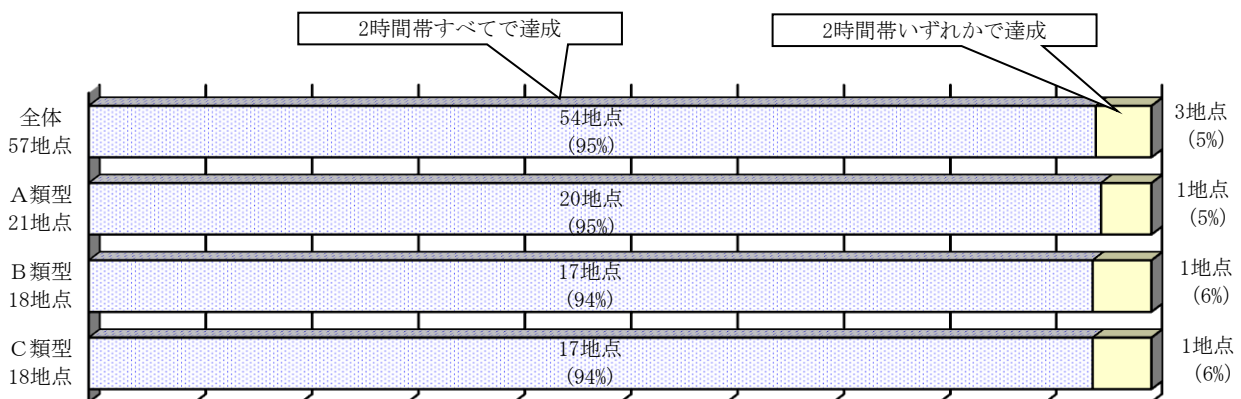 2時間帯すべてで達成
2時間帯いずれかで達成
全体
57地点
54地点
(95%)
3地点
(5%)
A類型
21地点
20地点
(95%)
1地点
(5%)
B類型
18地点
17地点
(94%)
1地点
(6%)
C類型
18地点
17地点
(94%)
1地点
(6%)